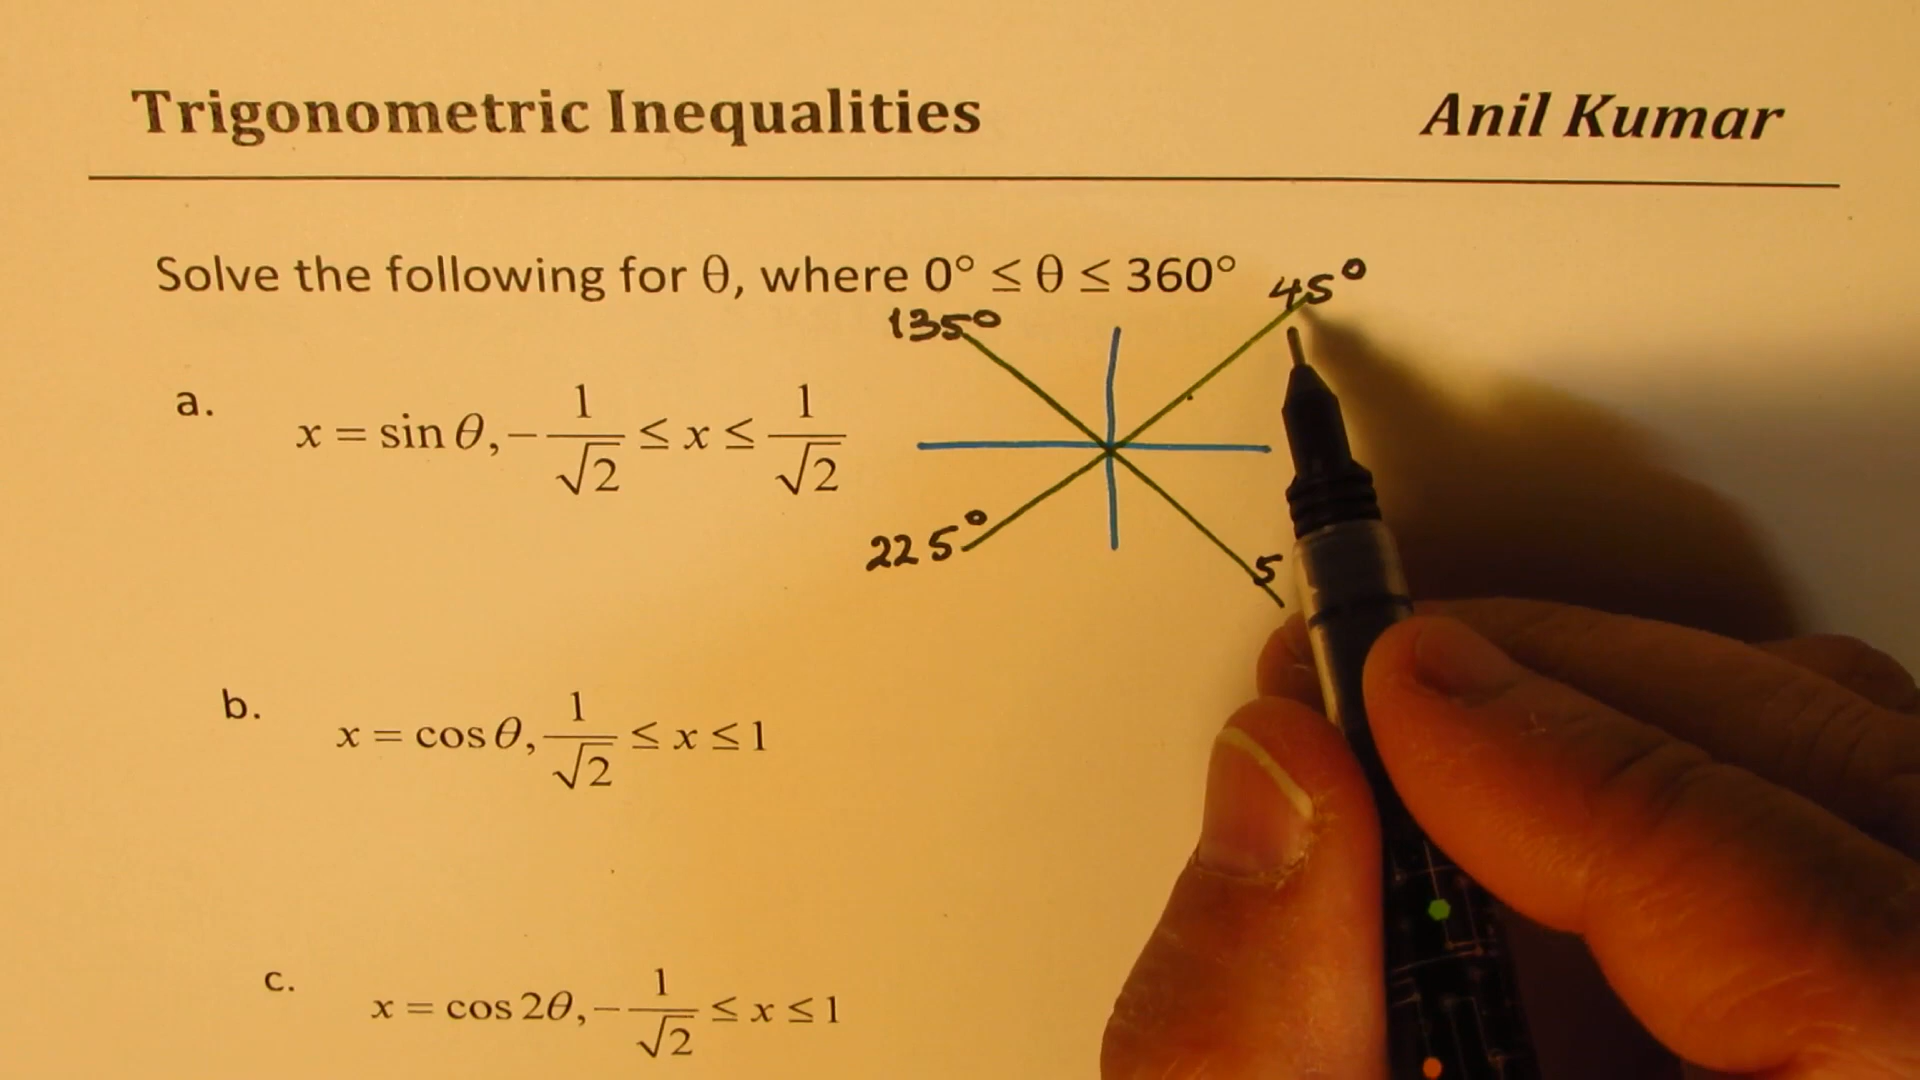 Trigonometric Inequalities Anil Kumar
Solve the following for θ, where 0° ≤ θ ≤ 360°
45°
135°
a. x = sin θ, -1/√2 ≤ x ≤ 1/√2
225°
5
b. x = cos θ, 1/√2 ≤ x ≤ 1
c. x = cos 2θ, -1/√2 ≤ x ≤ 1